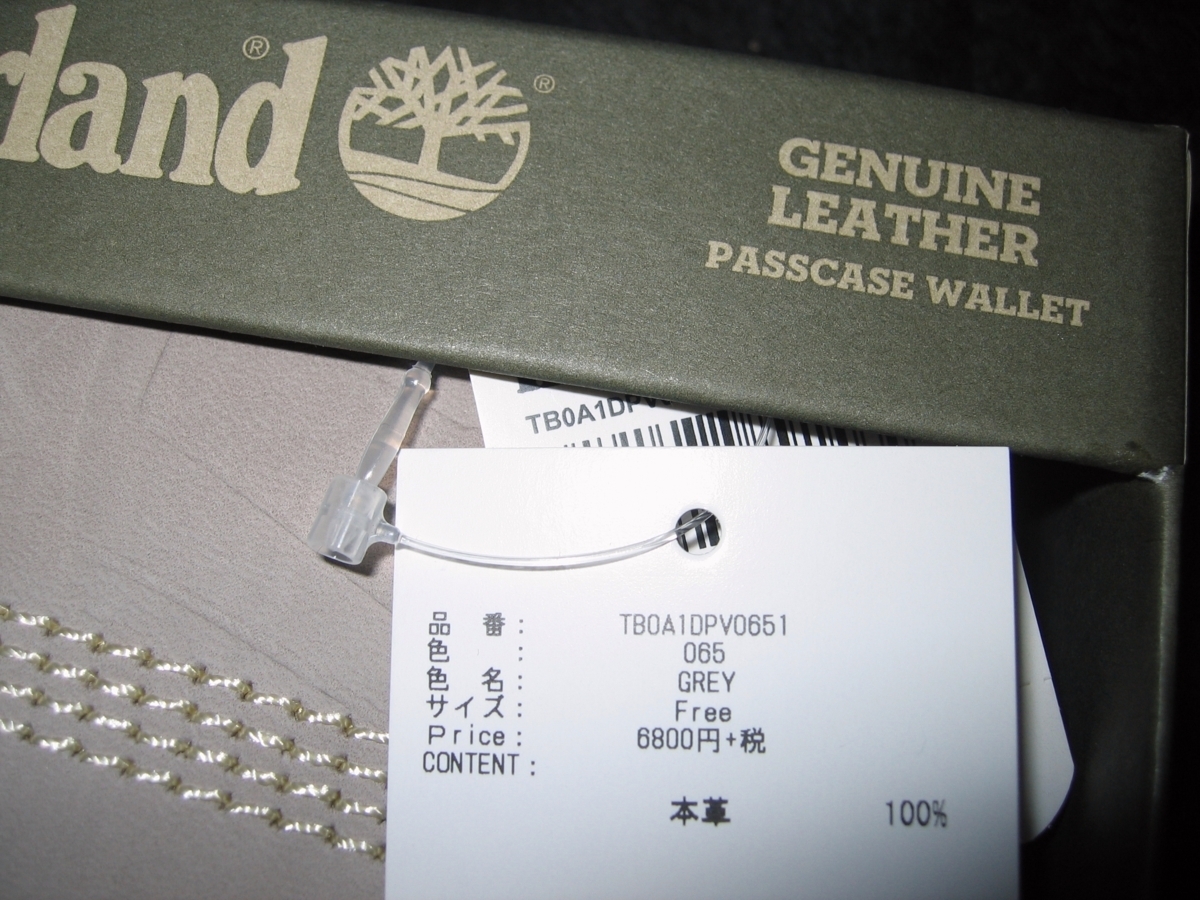 rland®
®
GENUINE
LEATHER
PASSCASE WALLET
TB0A1DPV
品 番 : TB0A1DPV0651
色 : 065
色 名 : GREY
サイズ : Free
Price : 6800円+税
CONTENT :
本革 100%